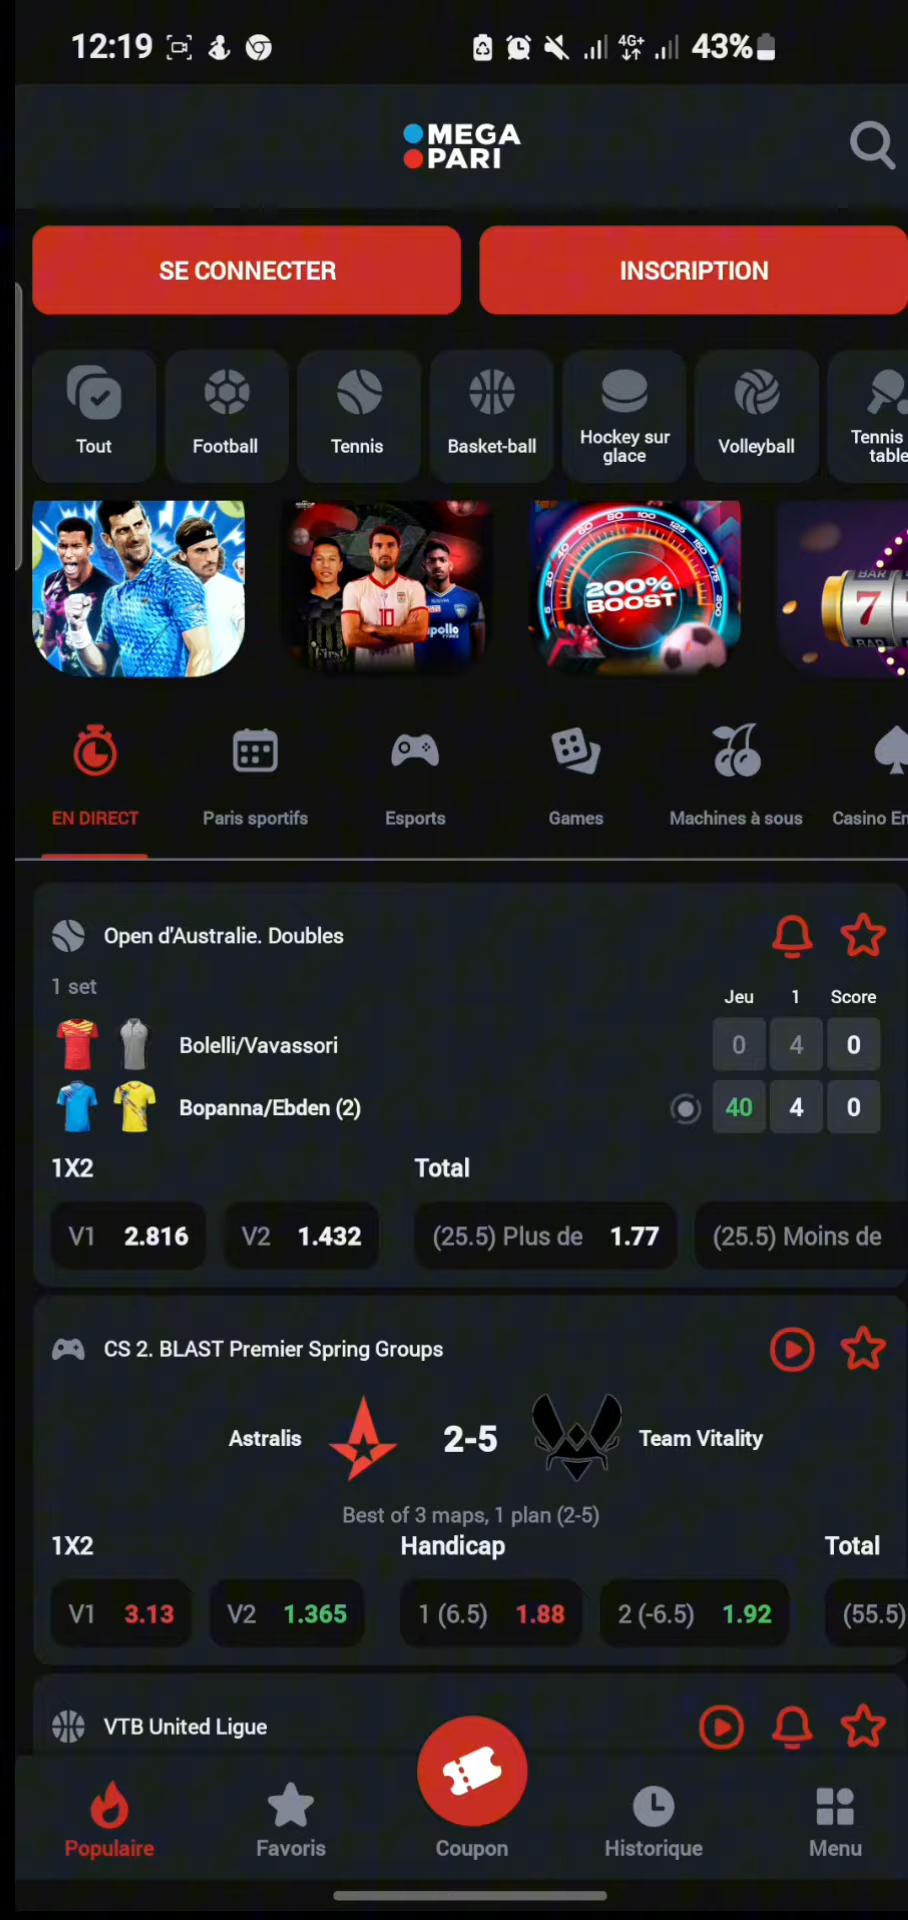 12:19 4G+ 43%
MEGA
PARI
SE CONNECTER INSCRIPTION
Tout Football Tennis Basket-ball Hockey sur glace Volleyball Tennis table
200%
BOOST
BAR
7
EN DIRECT Paris sportifs Esports Games Machines à sous Casino En
Open d'Australie. Doubles
1 set
Jeu 1 Score
Bolelli/Vavassori 0 4 0
Bopanna/Ebden (2) 40 4 0
1X2 Total
V1 2.816 V2 1.432 (25.5) Plus de 1.77 (25.5) Moins de
CS 2. BLAST Premier Spring Groups
Astralis 2-5 Team Vitality
Best of 3 maps, 1 plan (2-5)
1X2 Handicap Total
V1 3.13 V2 1.365 1 (6.5) 1.88 2 (-6.5) 1.92 (55.5)
VTB United Ligue
Populaire Favoris Coupon Historique Menu